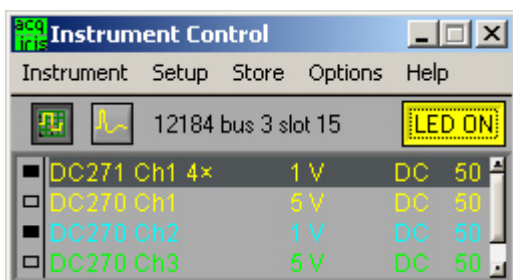 acq iris Instrument Control
Instrument Setup Store Options Help
12184 bus 3 slot 15 LED ON
DC271 Ch1 4× 1 V DC 50
DC270 Ch1 5 V DC 50
DC270 Ch2 1 V DC 50
DC270 Ch3 5 V DC 50